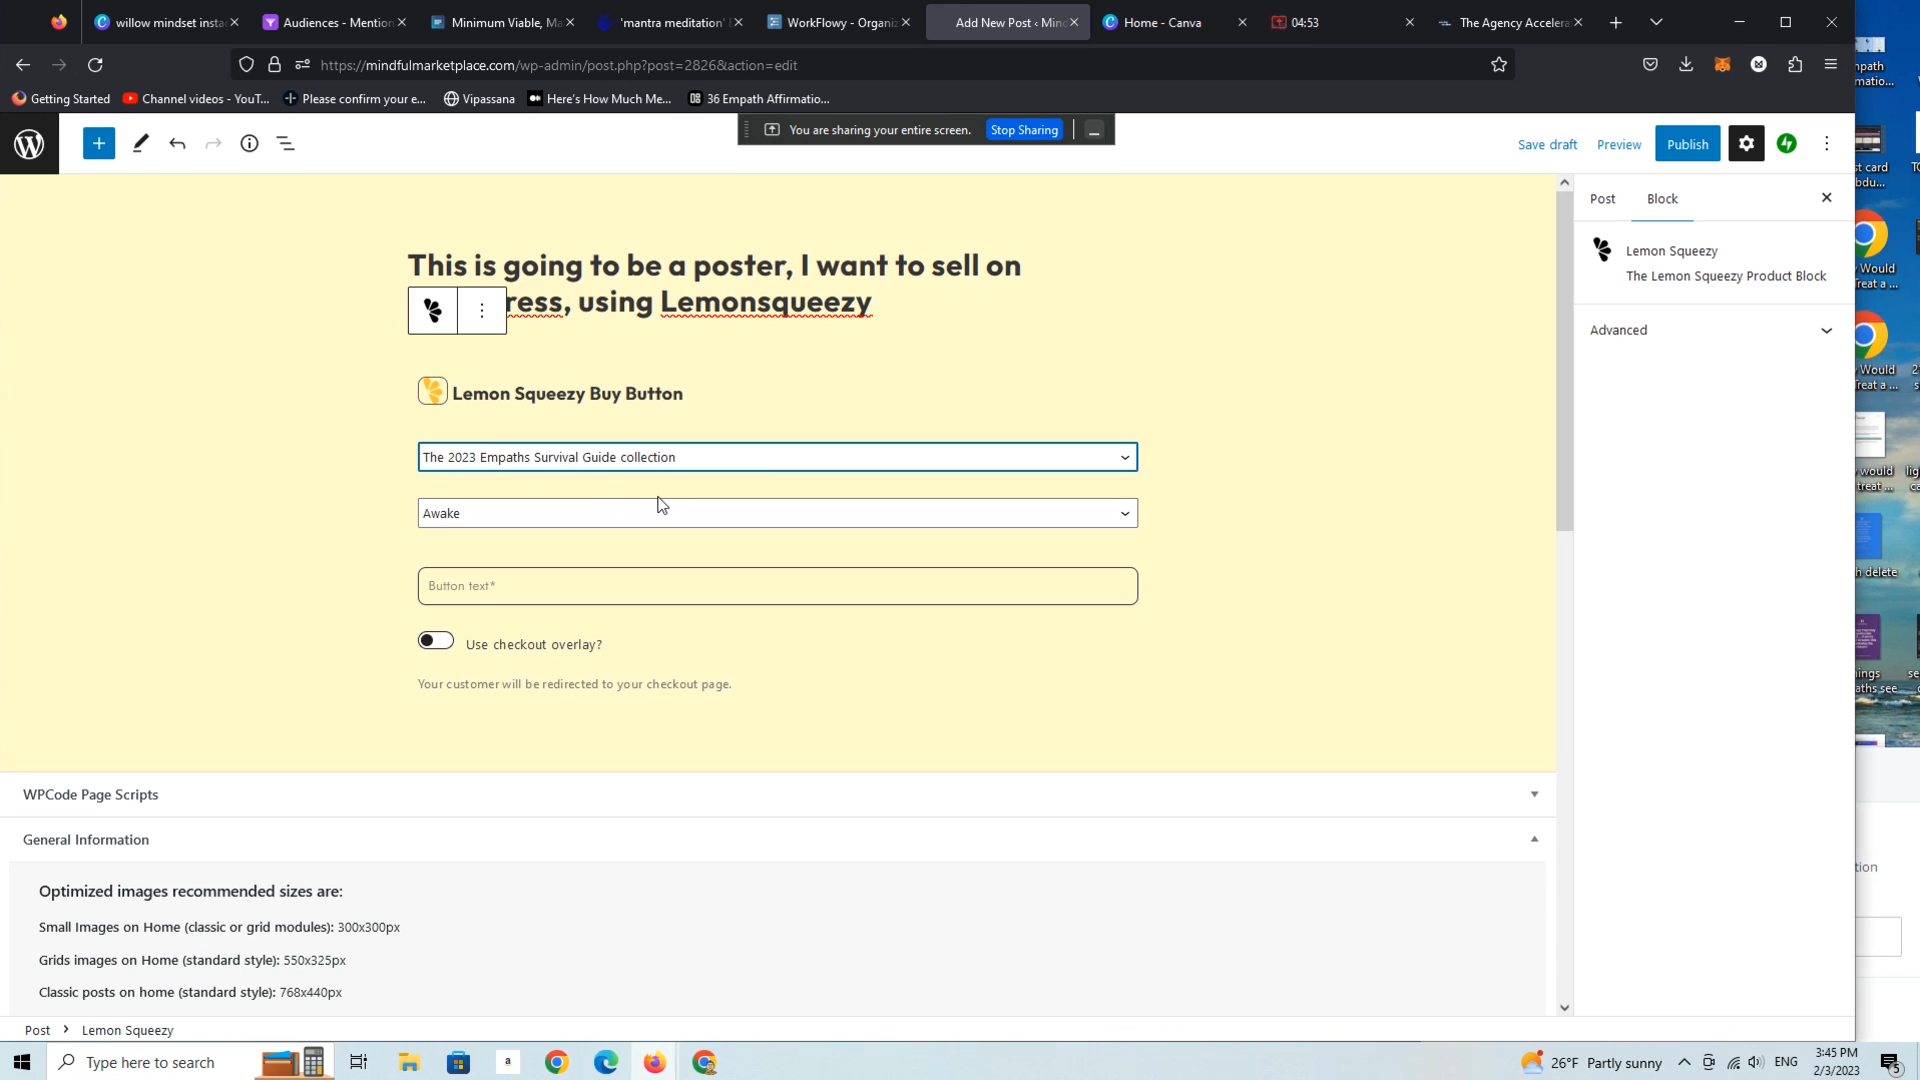 willow mindset insta
Audiences - Mention
Minimum Viable, Ma
'mantra meditation'
WorkFlowy - Organiz
Add New Post ‹ Mind
Home - Canva
04:53
The Agency Accelera
https://mindfulmarketplace.com/wp-admin/post.php?post=2826&action=edit
Getting Started
Channel videos - YouT...
Please confirm your e...
Vipassana
Here's How Much Me...
36 Empath Affirmatio...
You are sharing your entire screen.
Stop Sharing
Save draft
Preview
Publish
Post
Block
Lemon Squeezy
The Lemon Squeezy Product Block
Advanced
This is going to be a poster, I want to sell on
ress, using Lemonsqueezy
Lemon Squeezy Buy Button
The 2023 Empaths Survival Guide collection
Awake
Button text*
Use checkout overlay?
Your customer will be redirected to your checkout page.
WPCode Page Scripts
General Information
Optimized images recommended sizes are:
Small Images on Home (classic or grid modules): 300x300px
Grids images on Home (standard style): 550x325px
Classic posts on home (standard style): 768x440px
Post
Lemon Squeezy
Type here to search
26°F Partly sunny
ENG
3:45 PM
2/3/2023
5